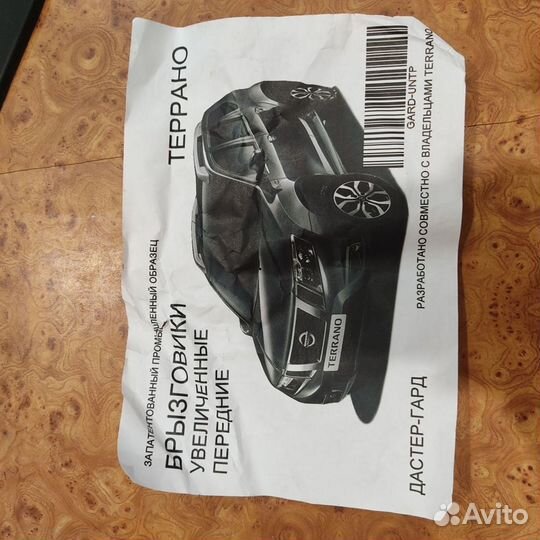 ЗАПАТЕНТОВАННЫЙ ПРОМЫШЛЕННЫЙ ОБРАЗЕЦ
БРЫЗГОВИКИ ТЕРРАНО
УВЕЛИЧЕННЫЕ
ПЕРЕДНИЕ
TERRANO
GARD-UNTP
РАЗРАБОТАНО СОВМЕСТНО С ВЛАДЕЛЬЦАМИ TERRANO
ДАСТЕР-ГАРД
Avito